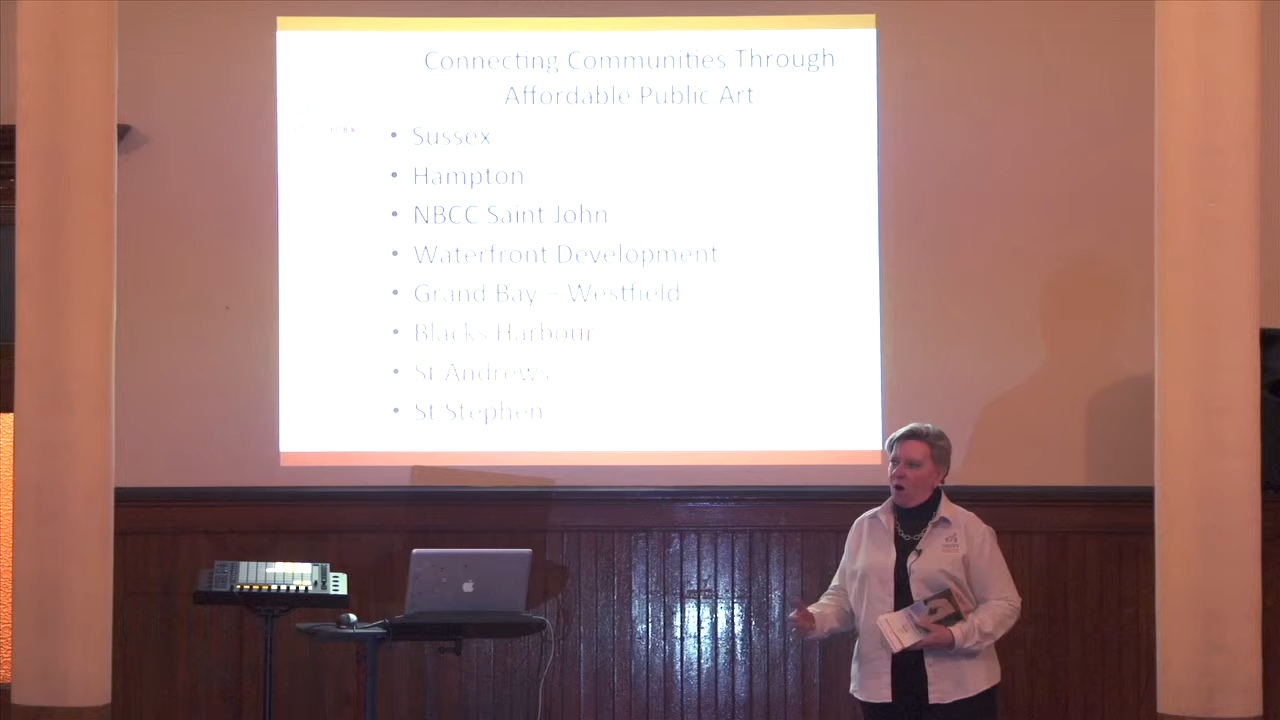 Connecting Communities Through
Affordable Public Art
• Sussex
• Hampton
• NBCC Saint John
• Waterfront Development
• Grand Bay – Westfield
• Blacks Harbour
• St Andrews
• St Stephen